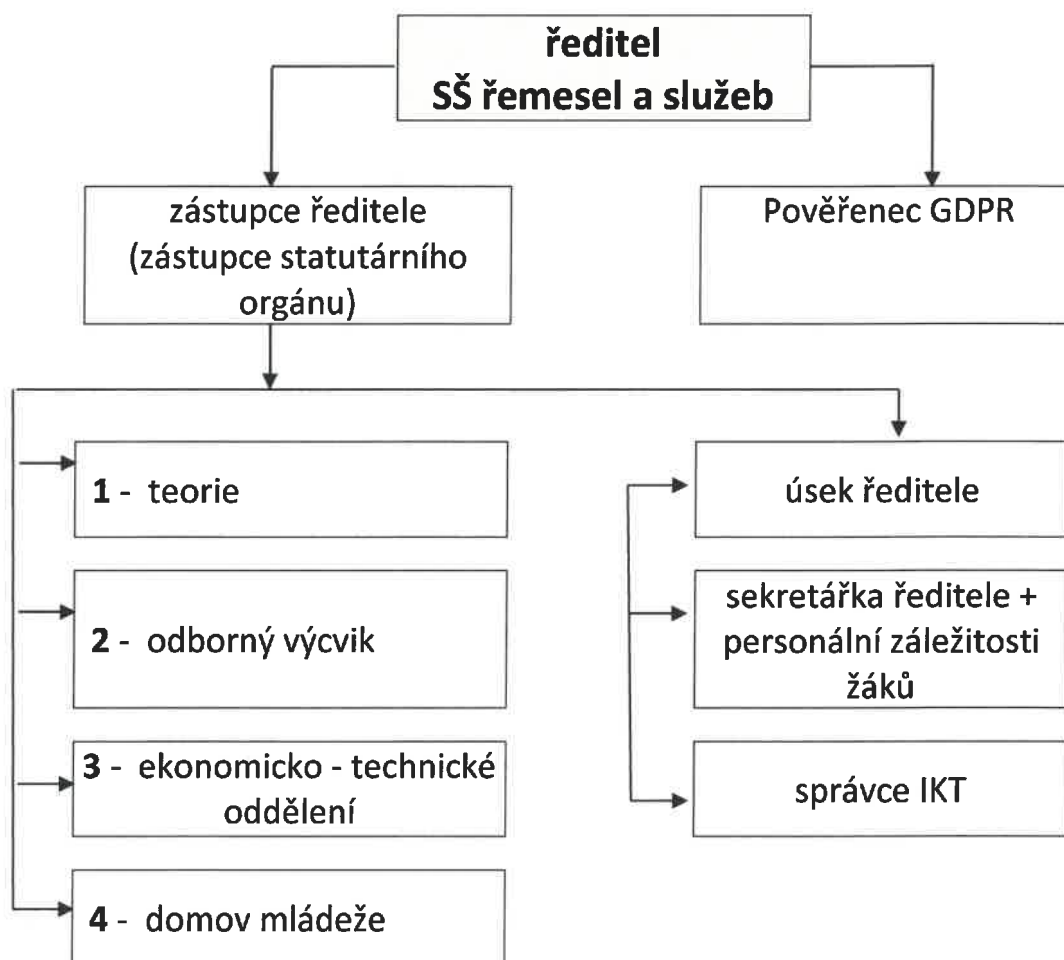 ředitel
SŠ řemesel a služeb
zástupce ředitele
(zástupce statutárního
orgánu)
Pověřenec GDPR
1 - teorie
2 - odborný výcvik
3 - ekonomicko - technické
oddělení
4 - domov mládeže
úsek ředitele
sekretářka ředitele +
personální záležitosti
žáků
správce IKT